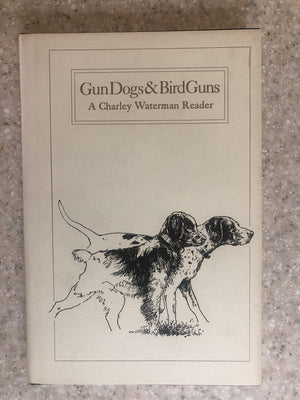 Gun Dogs & Bird Guns
A Charley Waterman Reader